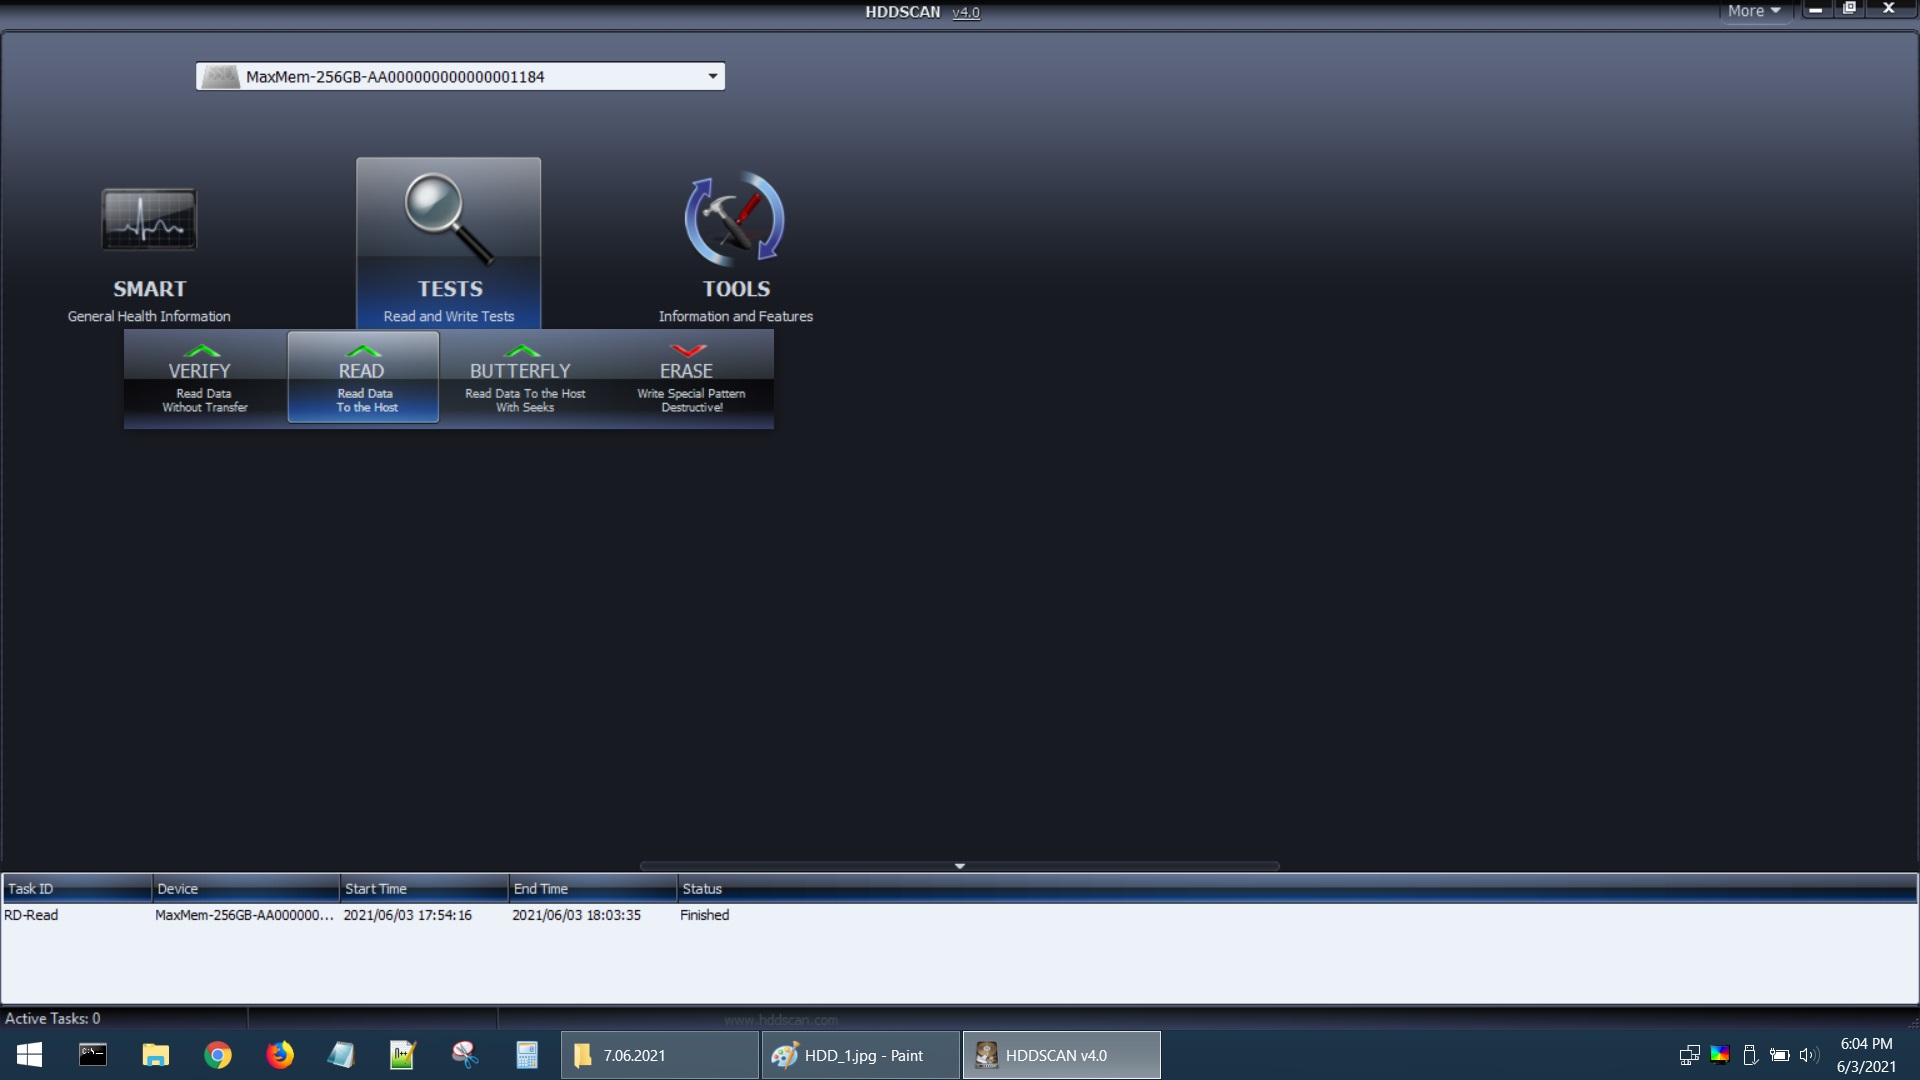 HDDSCAN v4.0
More
MaxMem-256GB-AA000000000000001184
SMART
General Health Information
TESTS
Read and Write Tests
TOOLS
Information and Features
VERIFY
Read Data
Without Transfer
READ
Read Data
To the Host
BUTTERFLY
Read Data To the Host
With Seeks
ERASE
Write Special Pattern
Destructive!
Task ID Device Start Time End Time Status
RD-Read MaxMem-256GB-AA000000... 2021/06/03 17:54:16 2021/06/03 18:03:35 Finished
Active Tasks: 0
www.hddscan.com
7.06.2021
HDD_1.jpg - Paint
HDDSCAN v4.0
6:04 PM
6/3/2021